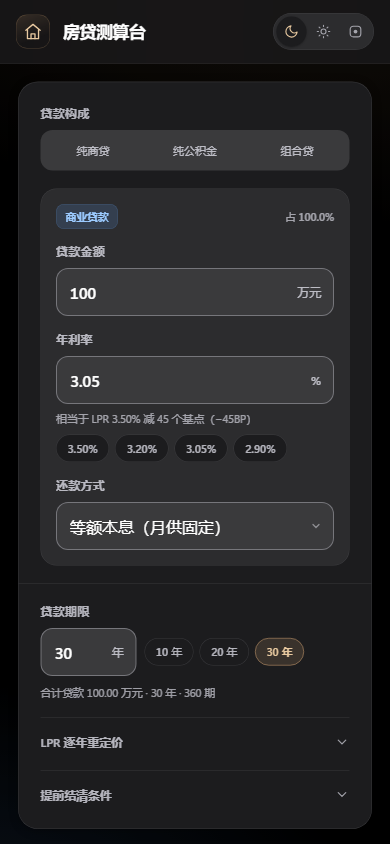 房贷测算台
贷款构成
纯商贷 纯公积金 组合贷
商业贷款 占 100.0%
贷款金额
100 万元
年利率
3.05 %
相当于 LPR 3.50% 减 45 个基点（−45BP）
3.50% 3.20% 3.05% 2.90%
还款方式
等额本息（月供固定）
贷款期限
30 年 10 年 20 年 30 年
合计贷款 100.00 万元 · 30 年 · 360 期
LPR 逐年重定价
提前结清条件